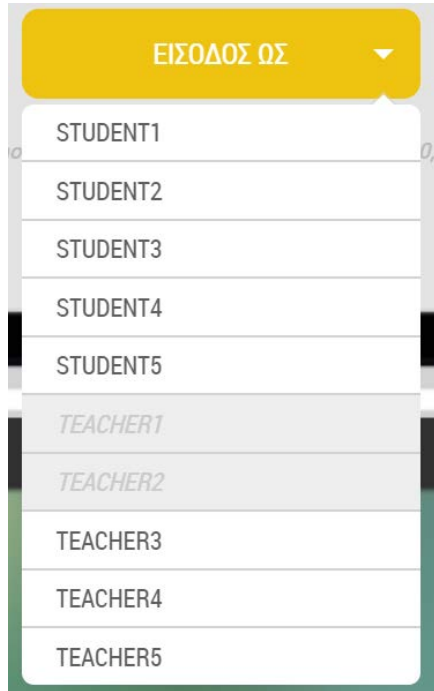 ΕΙΣΟΔΟΣ ΩΣ
STUDENT1
STUDENT2
STUDENT3
STUDENT4
STUDENT5
TEACHER1
TEACHER2
TEACHER3
TEACHER4
TEACHER5